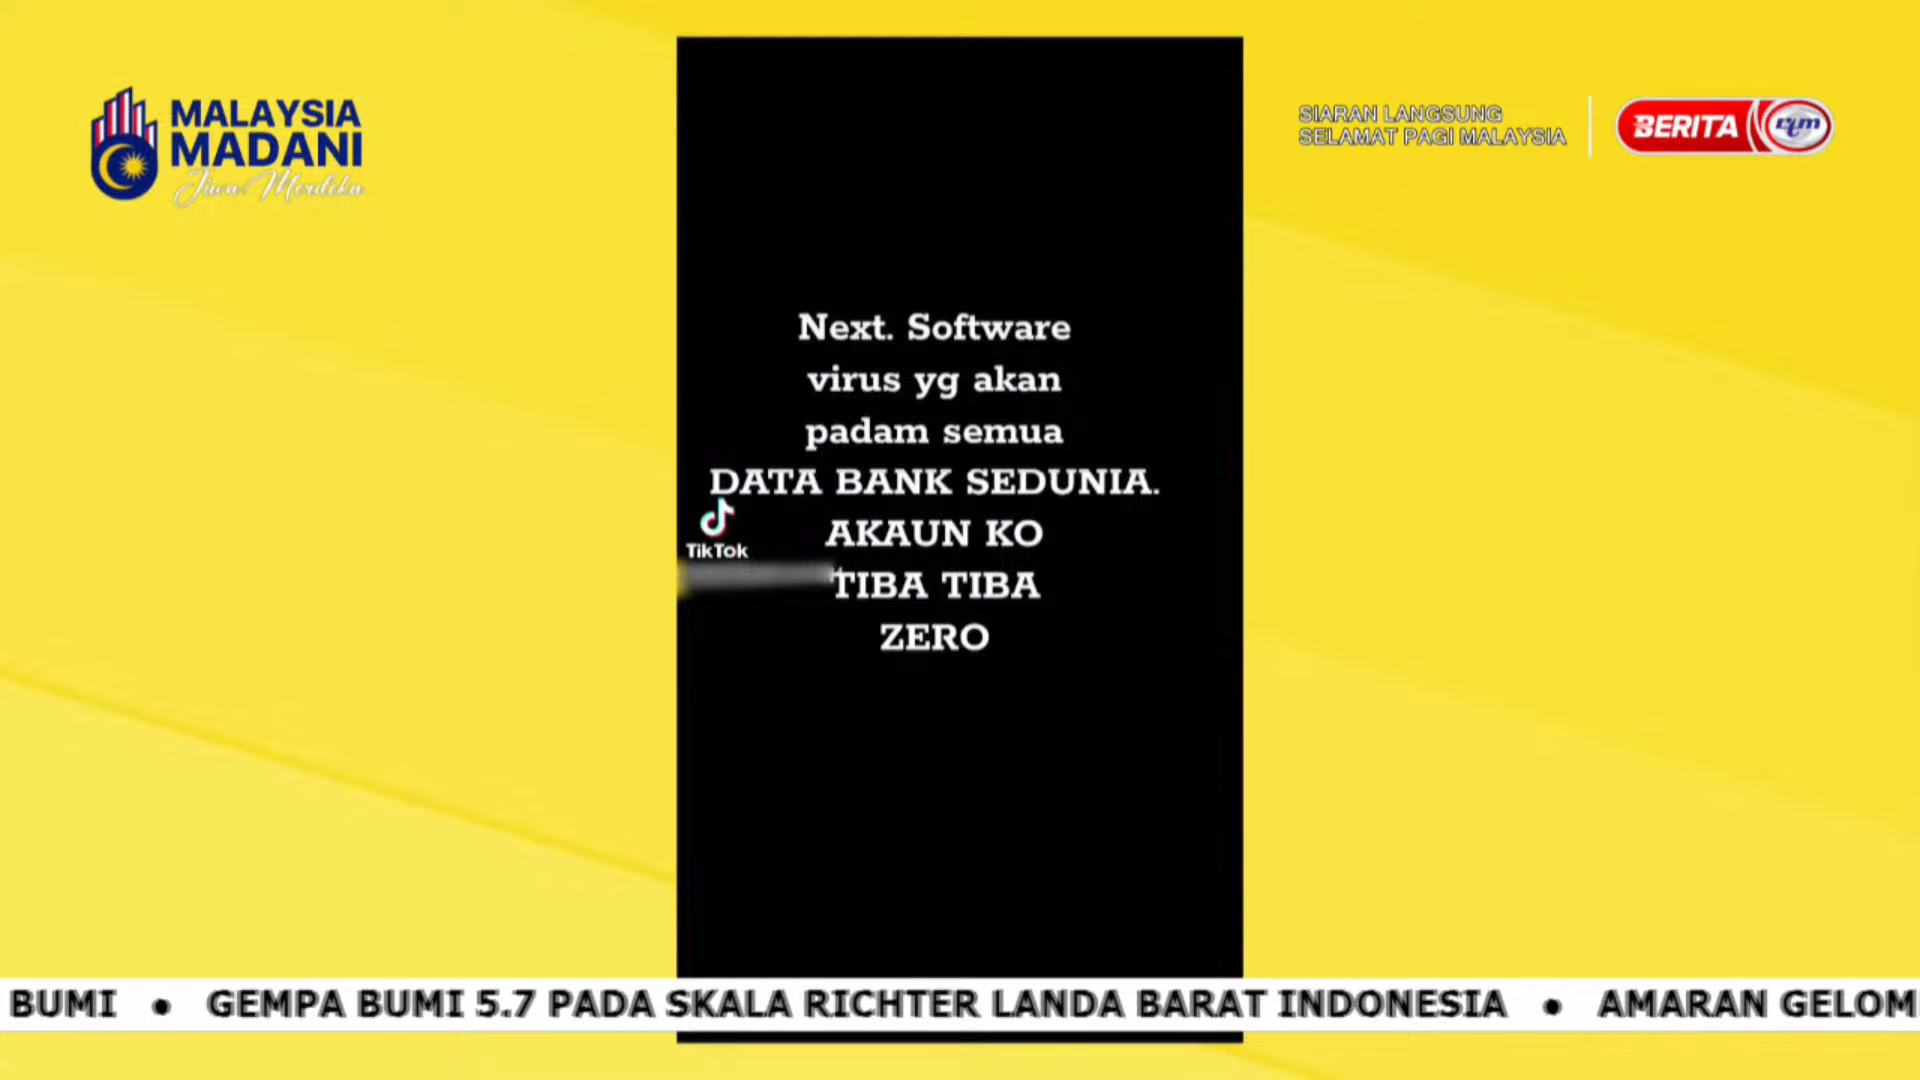 MALAYSIA
MADANI
Jiwa Merdeka
SIARAN LANGSUNG
SELAMAT PAGI MALAYSIA
BERITA rtm
Next. Software
virus yg akan
padam semua
DATA BANK SEDUNIA.
AKAUN KO
TIBA TIBA
ZERO
TikTok
BUMI • GEMPA BUMI 5.7 PADA SKALA RICHTER LANDA BARAT INDONESIA • AMARAN GELOM